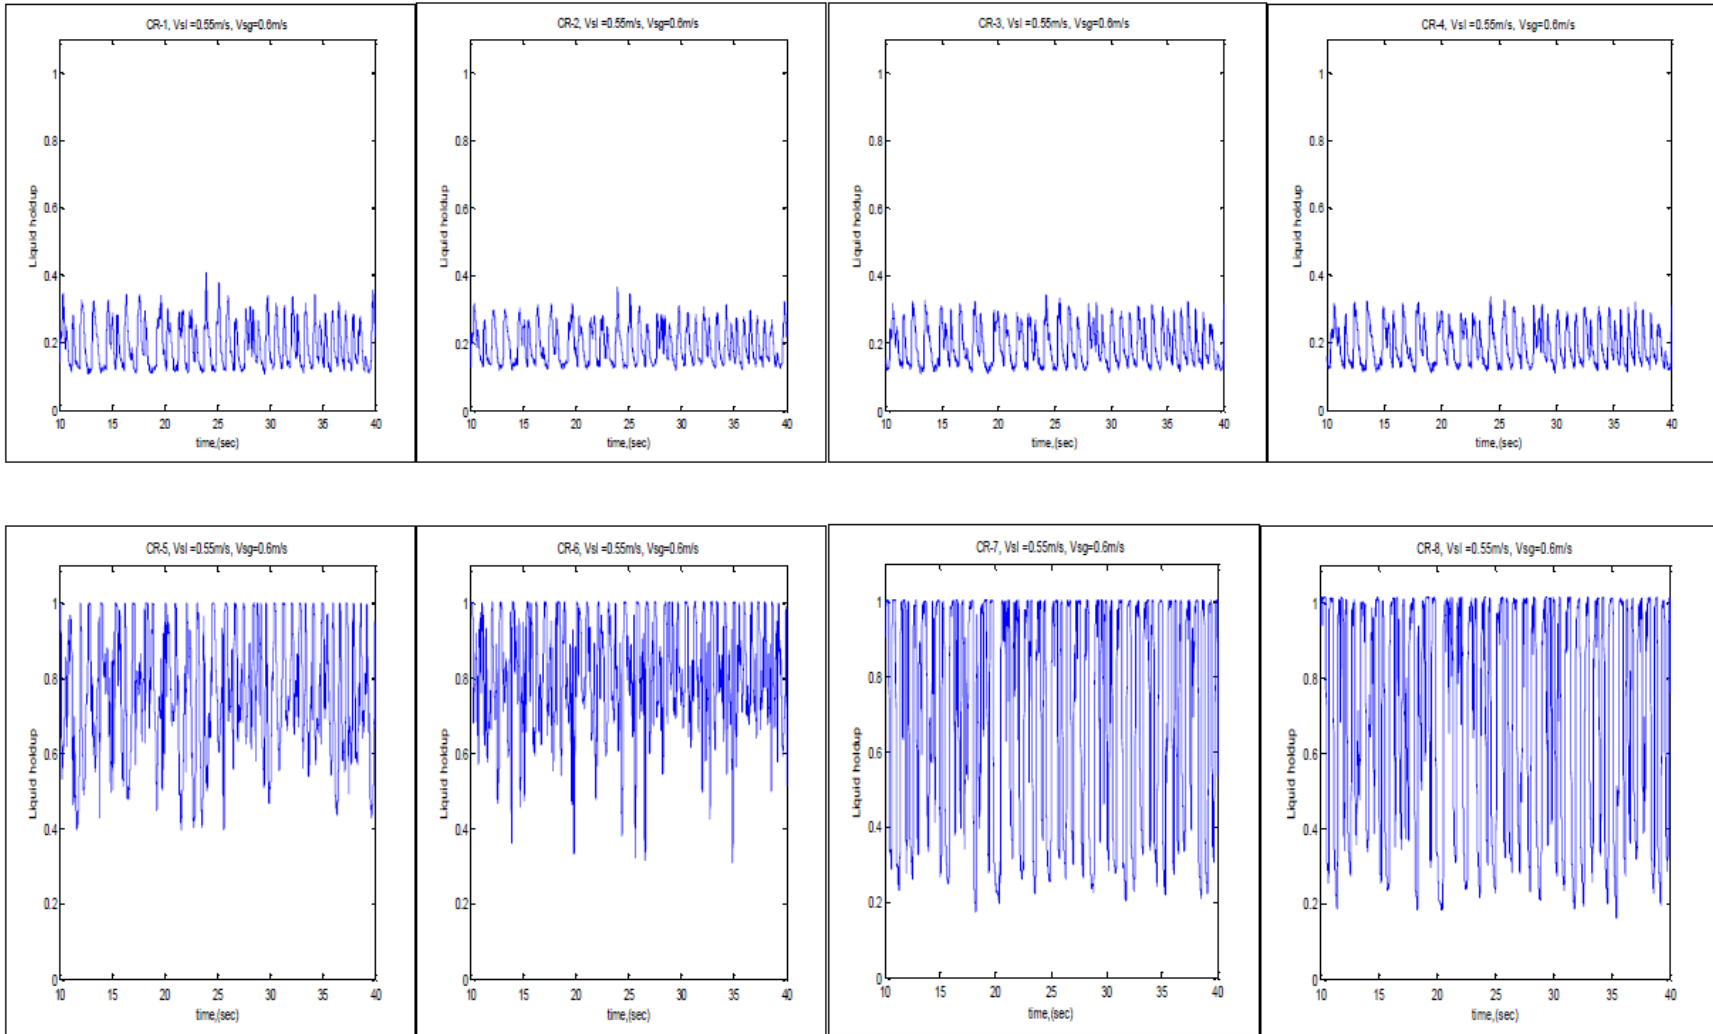 CR-1, Vsl =0.55m/s, Vsg=0.6m/s
1
0.8
0.6
0.4
0.2
0
Liquid holdup
10 15 20 25 30 35 40
time,(sec)
CR-2, Vsl =0.55m/s, Vsg=0.6m/s
1
0.8
0.6
0.4
0.2
0
Liquid holdup
10 15 20 25 30 35 40
time,(sec)
CR-3, Vsl =0.55m/s, Vsg=0.6m/s
1
0.8
0.6
0.4
0.2
0
Liquid holdup
10 15 20 25 30 35 40
time,(sec)
CR-4, Vsl =0.55m/s, Vsg=0.6m/s
1
0.8
0.6
0.4
0.2
0
Liquid holdup
10 15 20 25 30 35 40
time,(sec)
CR-5, Vsl =0.55m/s, Vsg=0.6m/s
1
0.8
0.6
0.4
0.2
0
Liquid holdup
10 15 20 25 30 35 40
time,(sec)
CR-6, Vsl =0.55m/s, Vsg=0.6m/s
1
0.8
0.6
0.4
0.2
0
Liquid holdup
10 15 20 25 30 35 40
time,(sec)
CR-7, Vsl =0.55m/s, Vsg=0.6m/s
1
0.8
0.6
0.4
0.2
0
Liquid holdup
10 15 20 25 30 35 40
time,(sec)
CR-8, Vsl =0.55m/s, Vsg=0.6m/s
1
0.8
0.6
0.4
0.2
0
Liquid holdup
10 15 20 25 30 35 40
time,(sec)